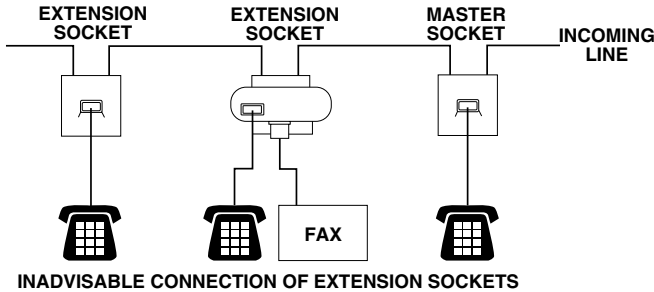 EXTENSION
SOCKET
EXTENSION
SOCKET
MASTER
SOCKET
INCOMING
LINE
FAX
INADVISABLE CONNECTION OF EXTENSION SOCKETS